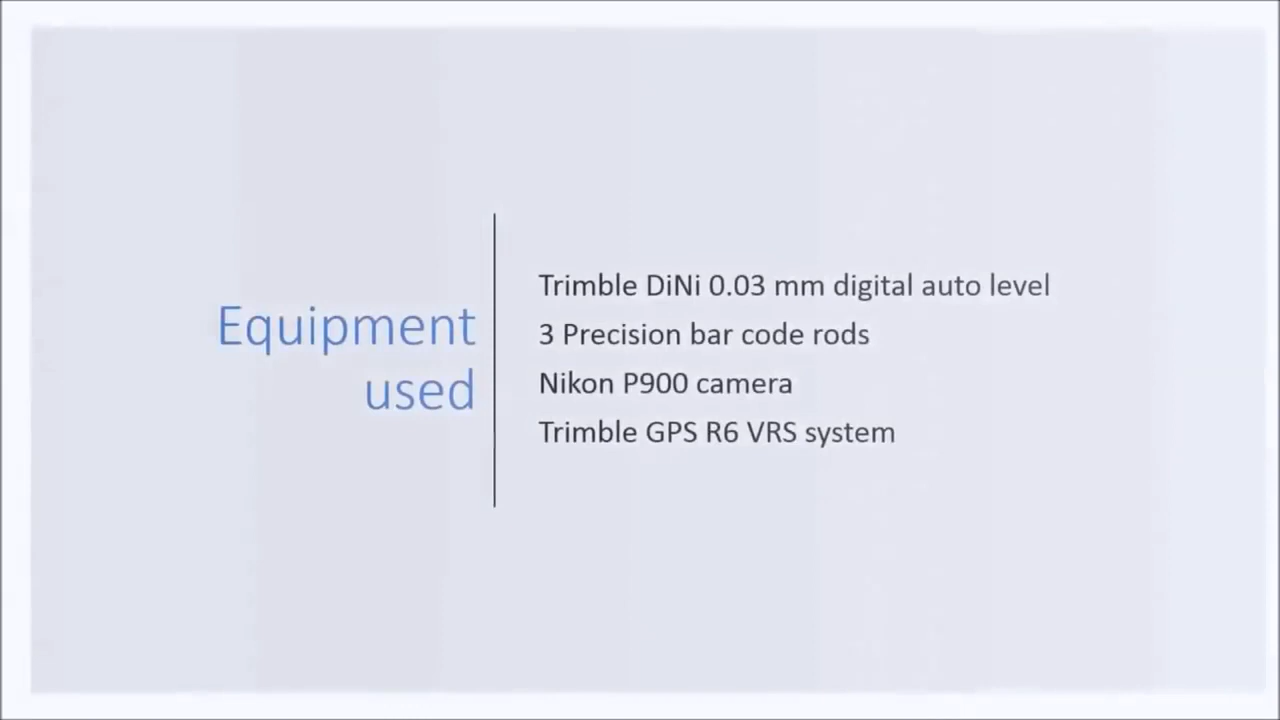 Equipment
used
Trimble DiNi 0.03 mm digital auto level
3 Precision bar code rods
Nikon P900 camera
Trimble GPS R6 VRS system